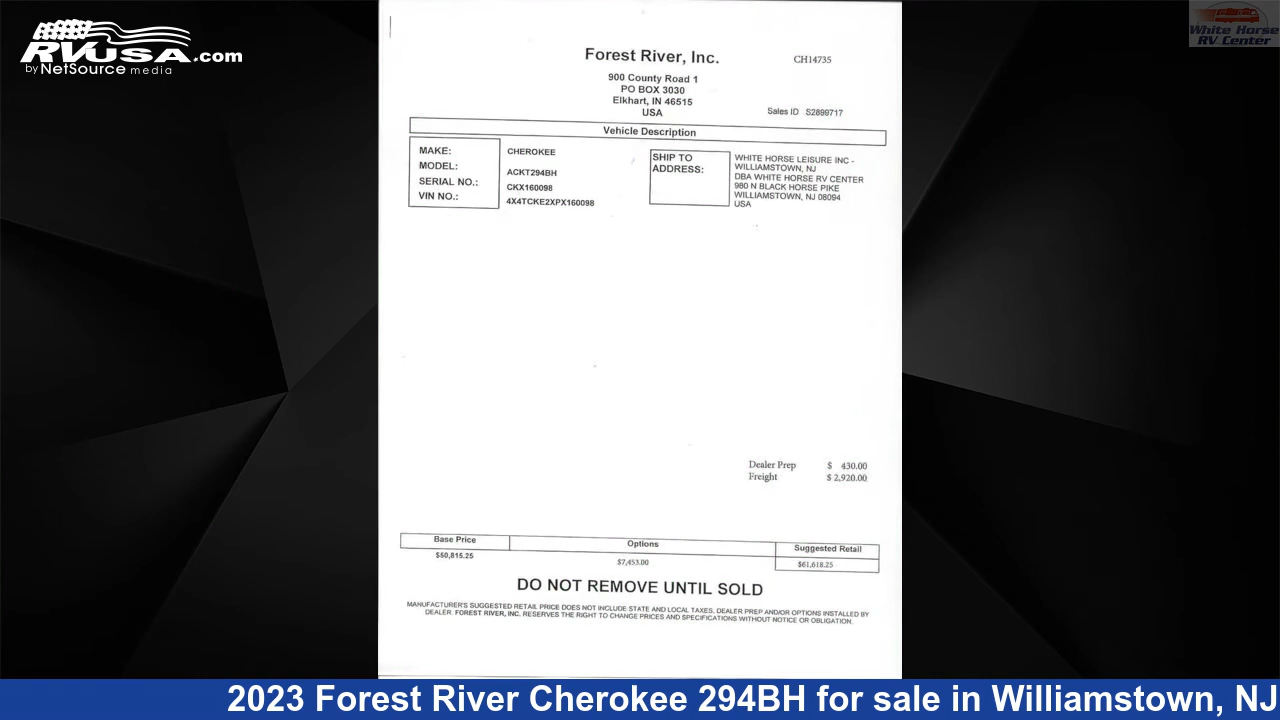 RVUSA.com
by NetSource media
White Horse
RV Center
Forest River, Inc.
CH14735
900 County Road 1
PO BOX 3030
Elkhart, IN 46515
USA
Sales ID S2899717
Vehicle Description
MAKE: CHEROKEE
MODEL: ACKT294BH
SERIAL NO.: CKX160098
VIN NO.: 4X4TCKE2XPX160098
SHIP TO
ADDRESS:
WHITE HORSE LEISURE INC -
WILLIAMSTOWN, NJ
DBA WHITE HORSE RV CENTER
980 N BLACK HORSE PIKE
WILLIAMSTOWN, NJ 08094
USA
Dealer Prep $ 430.00
Freight $ 2,920.00
Base Price Options Suggested Retail
$50,815.25 $7,453.00 $61,618.25
DO NOT REMOVE UNTIL SOLD
MANUFACTURER'S SUGGESTED RETAIL PRICE DOES NOT INCLUDE STATE AND LOCAL TAXES, DEALER PREP AND/OR OPTIONS INSTALLED BY
DEALER. FOREST RIVER, INC. RESERVES THE RIGHT TO CHANGE PRICES AND SPECIFICATIONS WITHOUT NOTICE OR OBLIGATION.
2023 Forest River Cherokee 294BH for sale in Williamstown, NJ